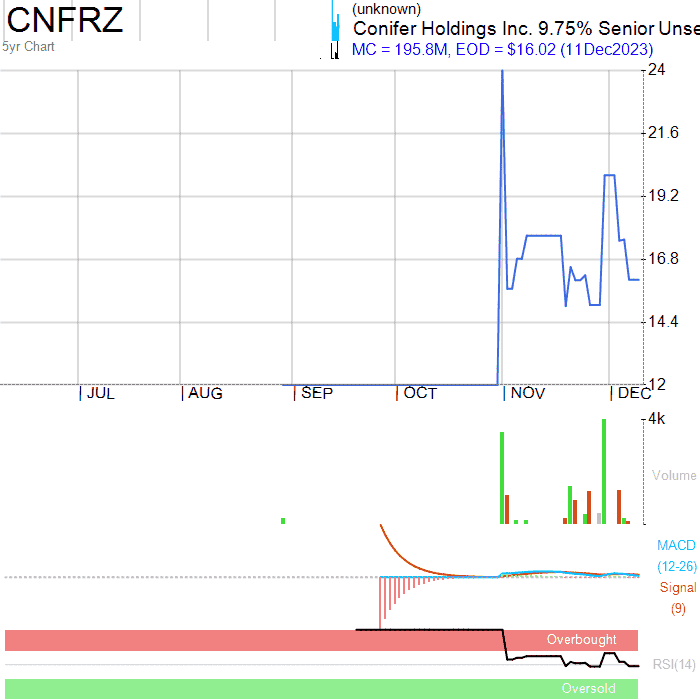 CNFRZ
(unknown)
Conifer Holdings Inc. 9.75% Senior Unse
5yr Chart
MC = 195.8M, EOD = $16.02 (11Dec2023)
24
21.6
19.2
16.8
14.4
12
JUL AUG SEP OCT NOV DEC
4k
Volume
MACD
(12-26)
Signal
(9)
Overbought
RSI(14)
Oversold